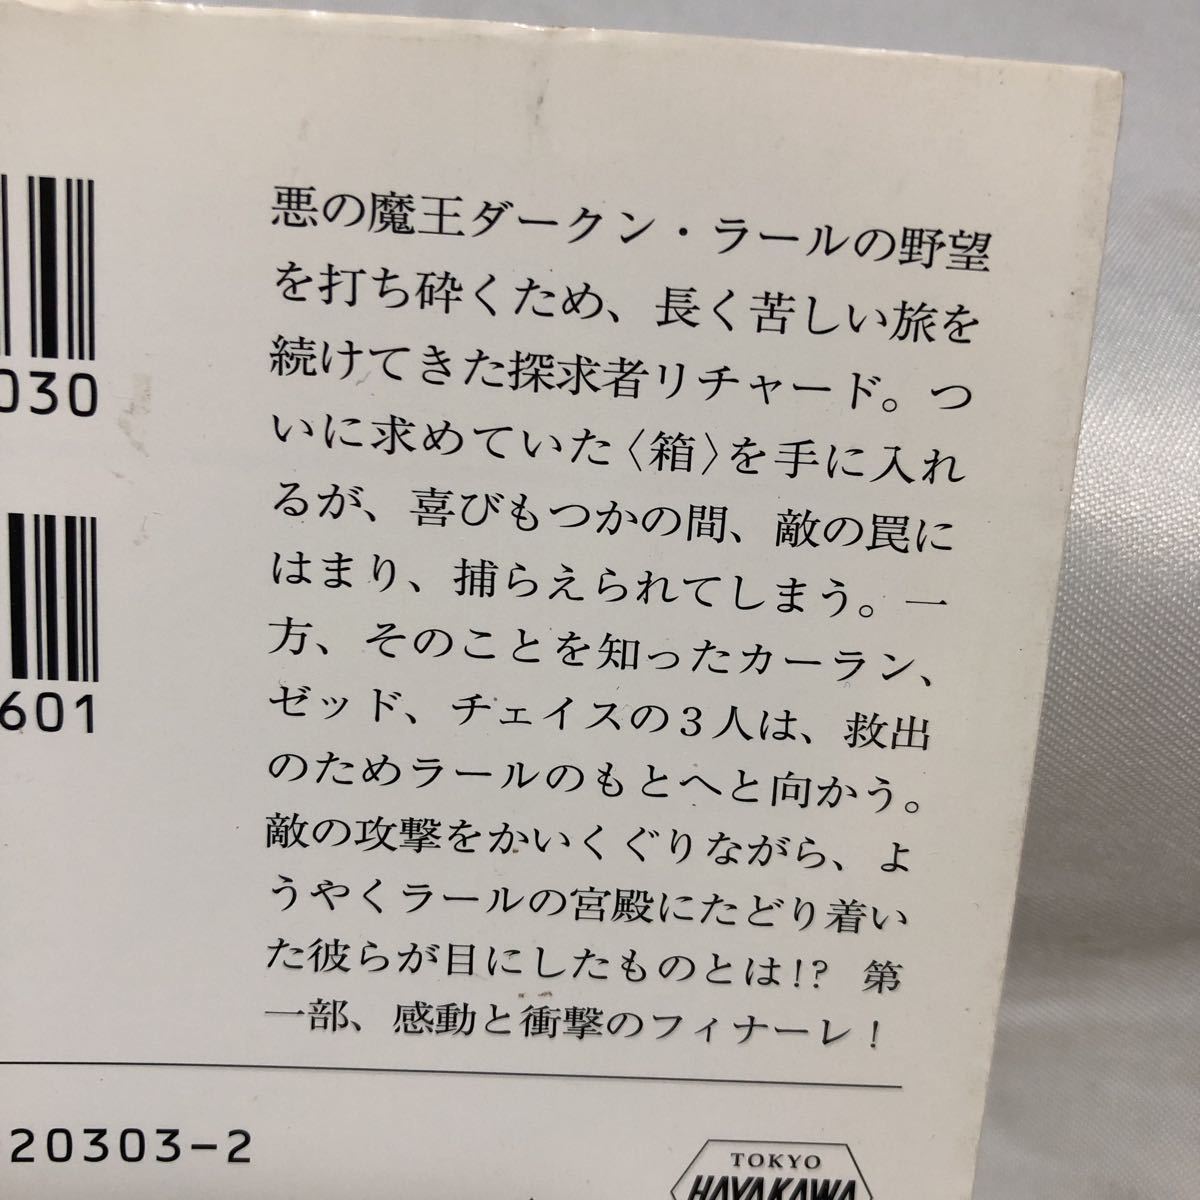 悪の魔王ダークン・ラールの野望
を打ち砕くため、長く苦しい旅を
続けてきた探求者リチャード。つ
いに求めていた〈箱〉を手に入れ
るが、喜びもつかの間、敵の罠に
はまり、捕らえられてしまう。一
方、そのことを知ったカーラン、
ゼッド、チェイスの3人は、救出
のためラールのもとへと向かう。
敵の攻撃をかいくぐりながら、よ
うやくラールの宮殿にたどり着い
た彼らが目にしたものとは!? 第
一部、感動と衝撃のフィナーレ!
030
601
20303-2
TOKYO
HAYAKAWA